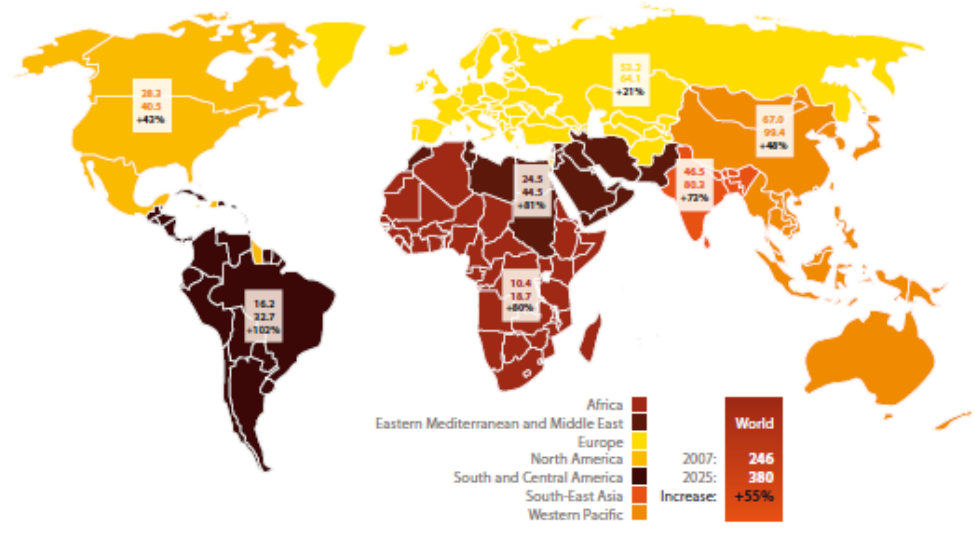 28.3
40.5
+43%
53.2
64.1
+21%
67.0
99.4
+48%
24.5
44.5
+81%
46.5
80.3
+73%
10.4
18.7
+80%
16.2
32.7
+102%
Africa
Eastern Mediterranean and Middle East
Europe
North America
South and Central America
South-East Asia
Western Pacific
World
2007: 246
2025: 380
Increase: +55%